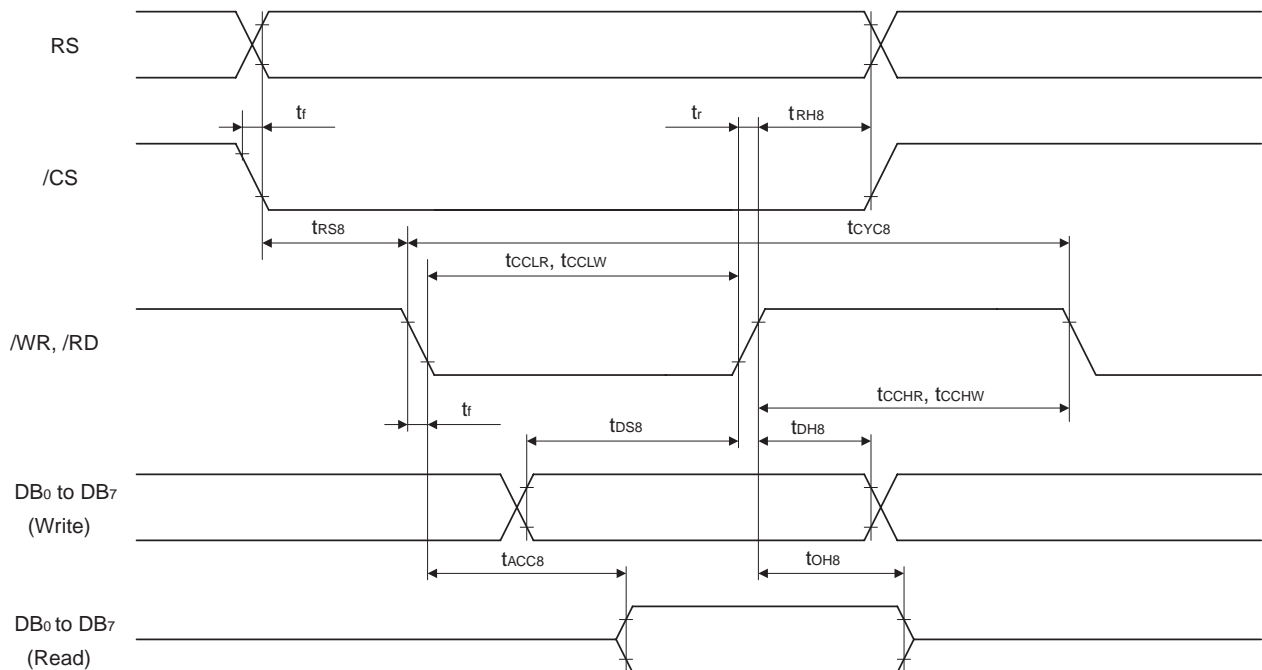 RS
tf
tr
tRH8
/CS
tRS8
tCYC8
tCCLR, tCCLW
/WR, /RD
tCCHR, tCCHW
tf
tDS8
tDH8
DB0 to DB7
(Write)
tACC8
tOH8
DB0 to DB7
(Read)